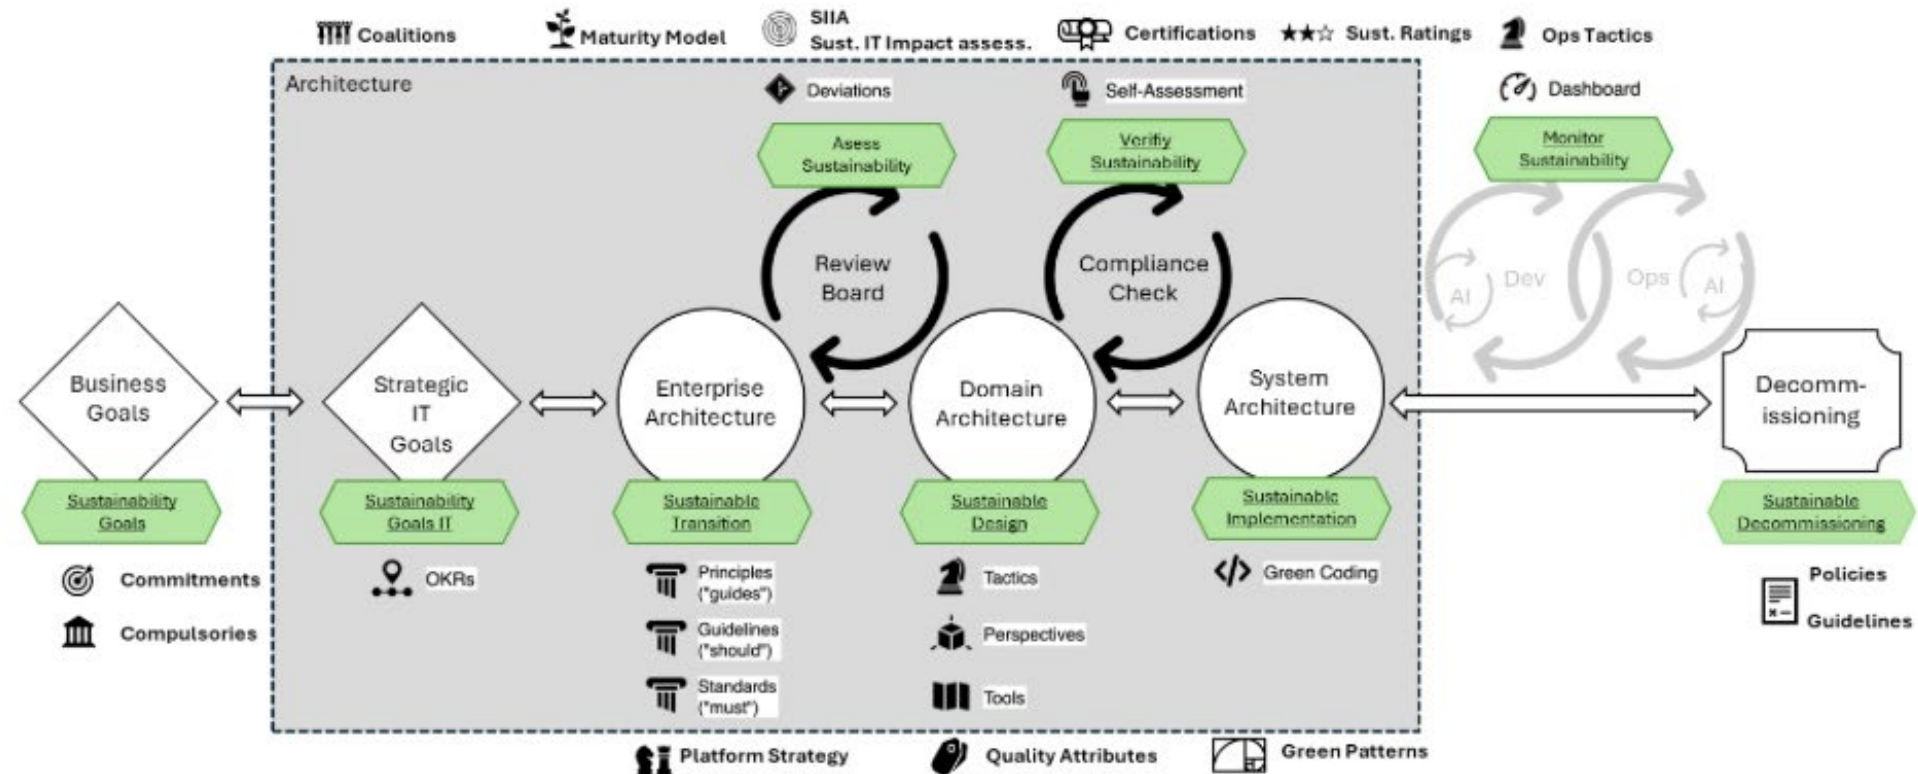 Coalitions
Maturity Model
SIIA
Sust. IT Impact assess.
Certifications
Sust. Ratings
Ops Tactics
Architecture
Deviations
Self-Assessment
Dashboard
Asess
Sustainability
Verifiy
Sustainability
Monitor
Sustainability
Review
Board
Compliance
Check
AI
Dev
Ops
AI
Business
Goals
Strategic
IT
Goals
Enterprise
Architecture
Domain
Architecture
System
Architecture
Decomm-
issioning
Sustainability
Goals
Sustainability
Goals IT
Sustainable
Transition
Sustainable
Design
Sustainable
Implementation
Sustainable
Decommissioning
Commitments
Compulsories
OKRs
Principles
("guides")
Guidelines
("should")
Standards
("must")
Tactics
Perspectives
Tools
Green Coding
Policies
Guidelines
Platform Strategy
Quality Attributes
Green Patterns